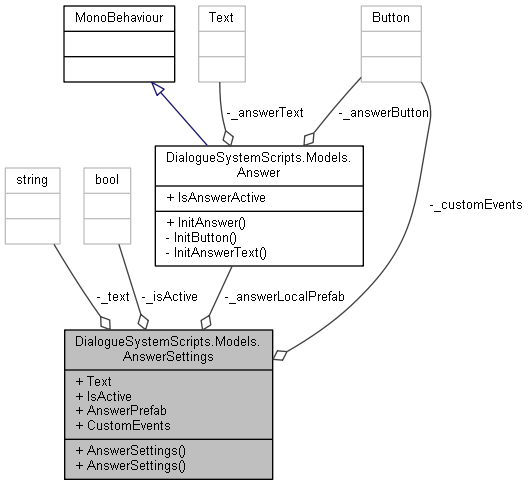 MonoBehaviour
Text
Button
-_answerText
-_answerButton
DialogueSystemScripts.Models.
Answer
+ IsAnswerActive
+ InitAnswer()
- InitButton()
- InitAnswerText()
string
bool
-_customEvents
-_text
-_isActive
-_answerLocalPrefab
DialogueSystemScripts.Models.
AnswerSettings
+ Text
+ IsActive
+ AnswerPrefab
+ CustomEvents
+ AnswerSettings()
+ AnswerSettings()